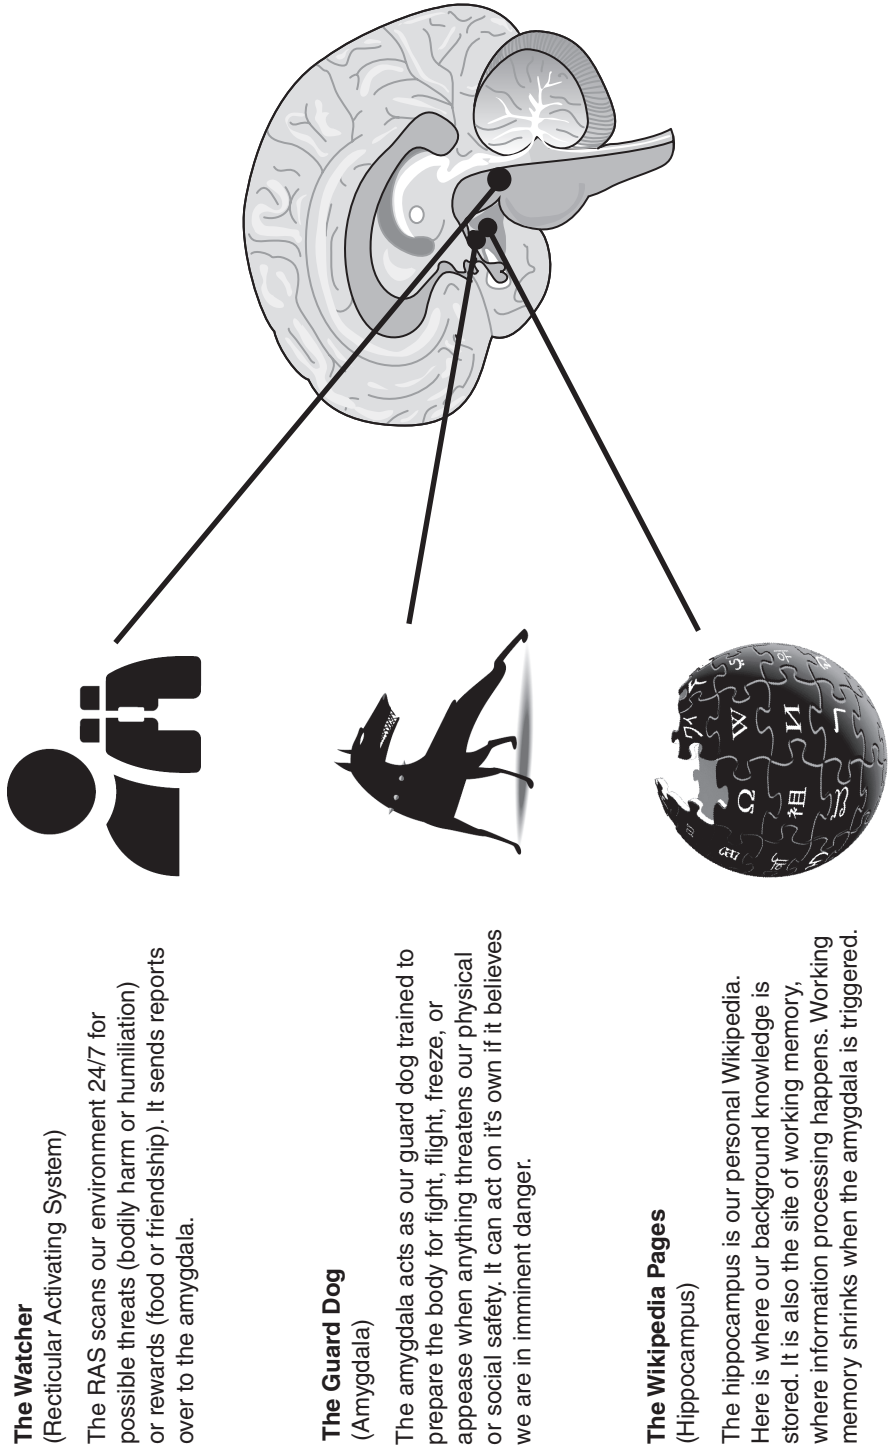 The Watcher
(Recticular Activating System)
The RAS scans our environment 24/7 for
possible threats (bodily harm or humiliation)
or rewards (food or friendship). It sends reports
over to the amygdala.
The Guard Dog
(Amygdala)
The amygdala acts as our guard dog trained to
prepare the body for fight, flight, freeze, or
appease when anything threatens our physical
or social safety. It can act on it's own if it believes
we are in imminent danger.
The Wikipedia Pages
(Hippocampus)
The hippocampus is our personal Wikipedia.
Here is where our background knowledge is
stored. It is also the site of working memory,
where information processing happens. Working
memory shrinks when the amygdala is triggered.
Ω W
祖 И